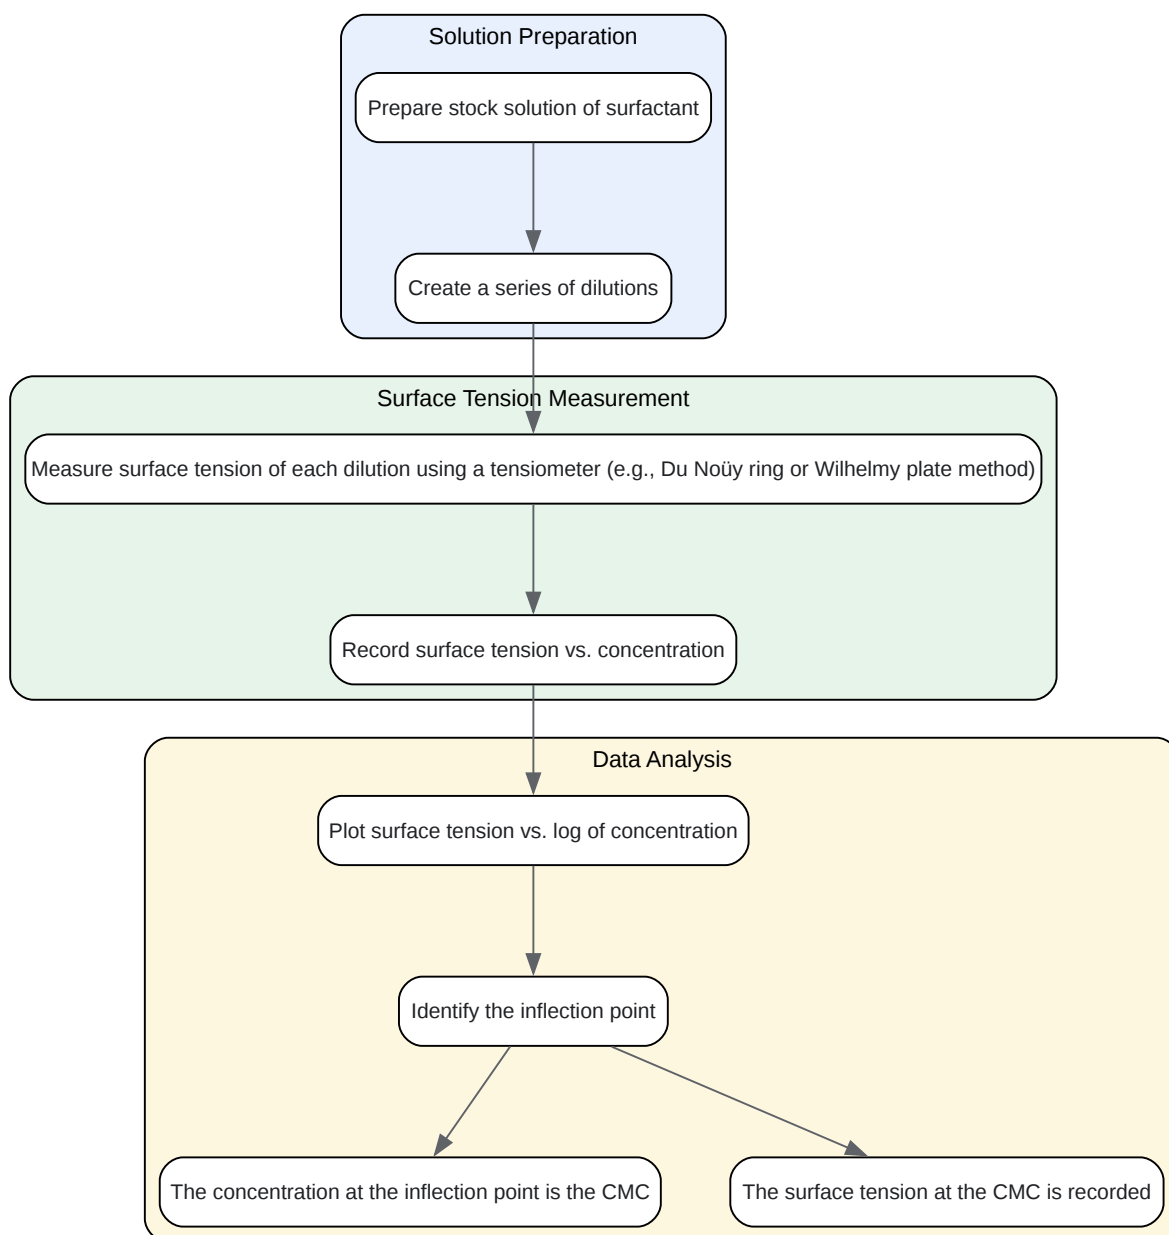 Solution Preparation
Prepare stock solution of surfactant
Create a series of dilutions
Surface Tension Measurement
Measure surface tension of each dilution using a tensiometer (e.g., Du Noüy ring or Wilhelmy plate method)
Record surface tension vs. concentration
Data Analysis
Plot surface tension vs. log of concentration
Identify the inflection point
The concentration at the inflection point is the CMC
The surface tension at the CMC is recorded